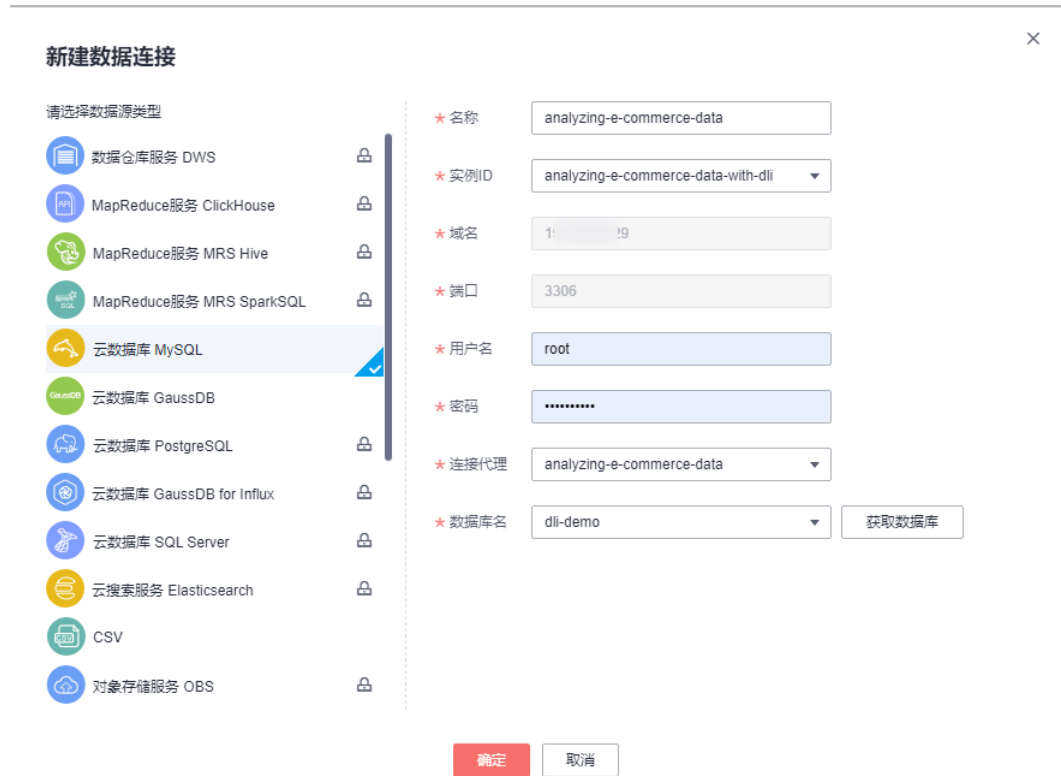 新建数据连接
请选择数据源类型
数据仓库服务 DWS
API
MapReduce服务 ClickHouse
MapReduce服务 MRS Hive
Spark SQL
MapReduce服务 MRS SparkSQL
云数据库 MySQL
GaussDB
云数据库 GaussDB
云数据库 PostgreSQL
云数据库 GaussDB for Influx
云数据库 SQL Server
云搜索服务 Elasticsearch
CSV
CSV
对象存储服务 OBS
* 名称 analyzing-e-commerce-data
* 实例ID analyzing-e-commerce-data-with-dli
* 域名
* 端口 3306
* 用户名 root
* 密码 ••••••••••
* 连接代理 analyzing-e-commerce-data
* 数据库名 dli-demo 获取数据库
确定 取消